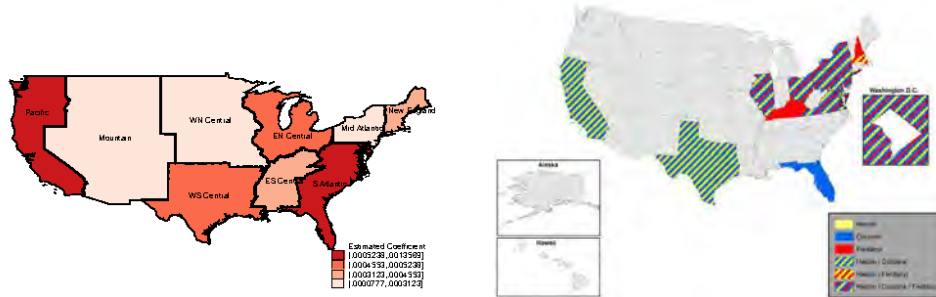 Pacific
Mountain
WN Central
EN Central
New England
Mid Atlantic
WS Central
ES Central
S Atlantic
Estimated Coefficient
[.0005238,.0013569]
[.0004553,.0005238]
[.0003123,.0004553]
[.0000777,.0003123]
Washington D.C.
Alaska
Hawaii
Heroin
Cocaine
Fentanyl
Heroin / Cocaine
Heroin / Fentanyl
Heroin / Cocaine / Fentanyl